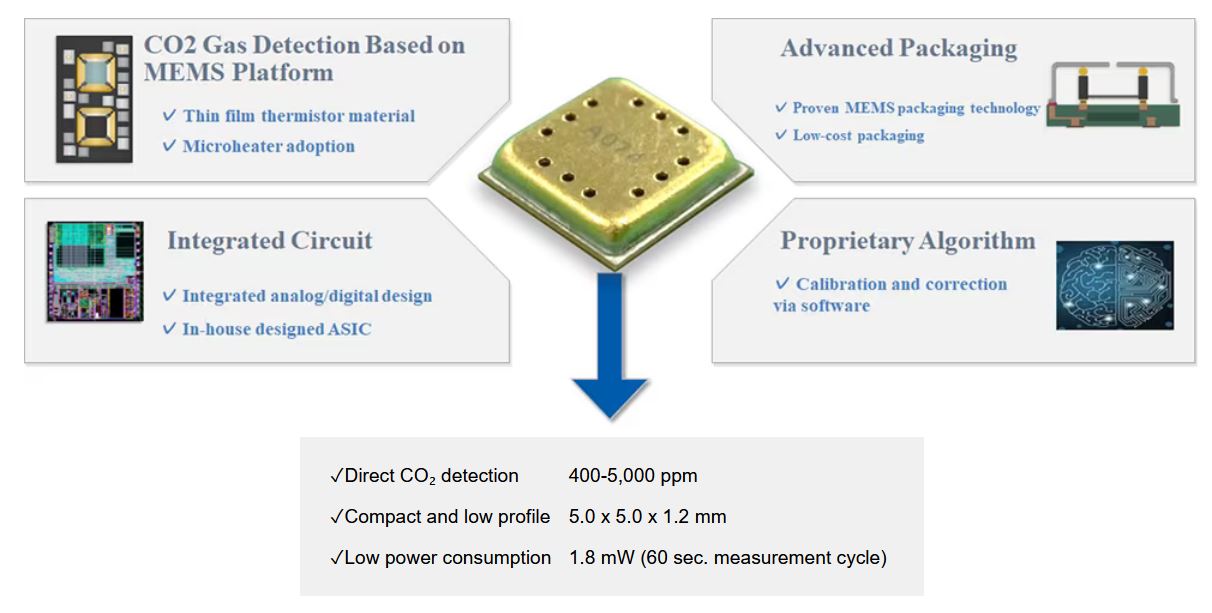 CO2 Gas Detection Based on
MEMS Platform
✓ Thin film thermistor material
✓ Microheater adoption
Advanced Packaging
✓ Proven MEMS packaging technology
✓ Low-cost packaging
Integrated Circuit
✓ Integrated analog/digital design
✓ In-house designed ASIC
Proprietary Algorithm
✓ Calibration and correction
via software
✓Direct CO₂ detection 400-5,000 ppm
✓Compact and low profile 5.0 x 5.0 x 1.2 mm
✓Low power consumption 1.8 mW (60 sec. measurement cycle)